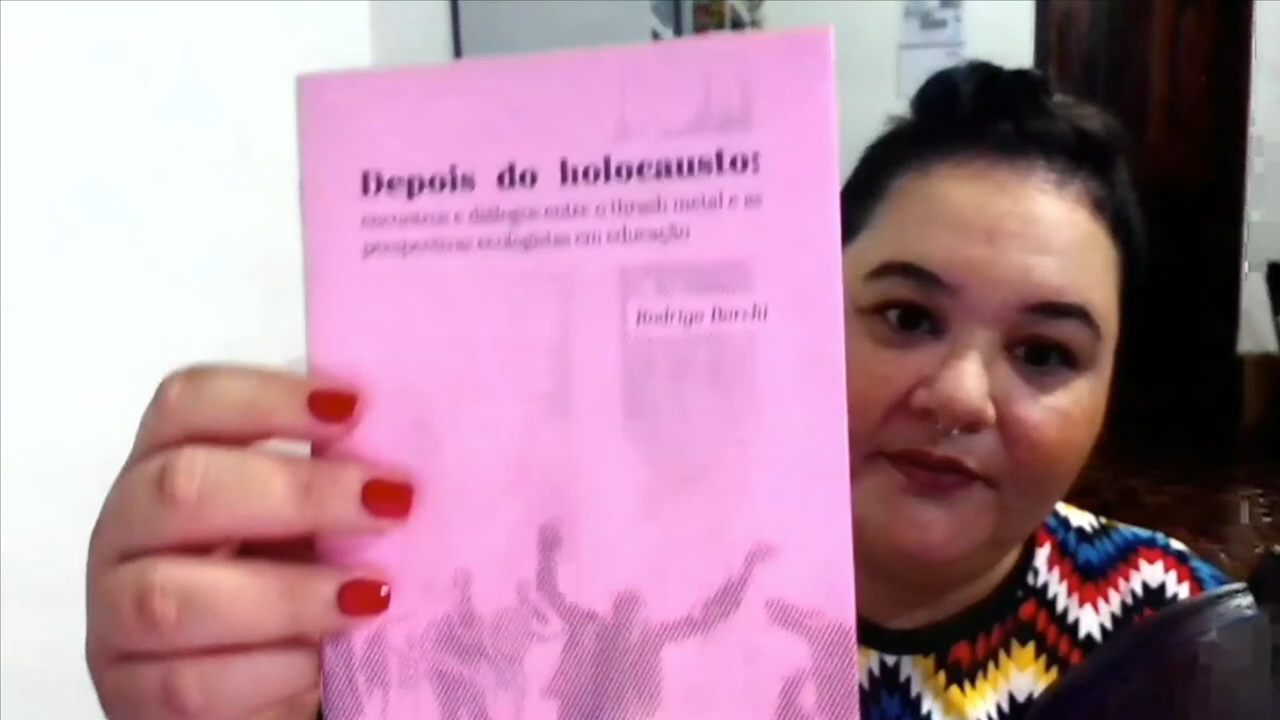 Depois do holocausto:
encontros e diálogos entre o thrash metal e as
perspectivas ecologistas em educação
Rodrigo Barchi